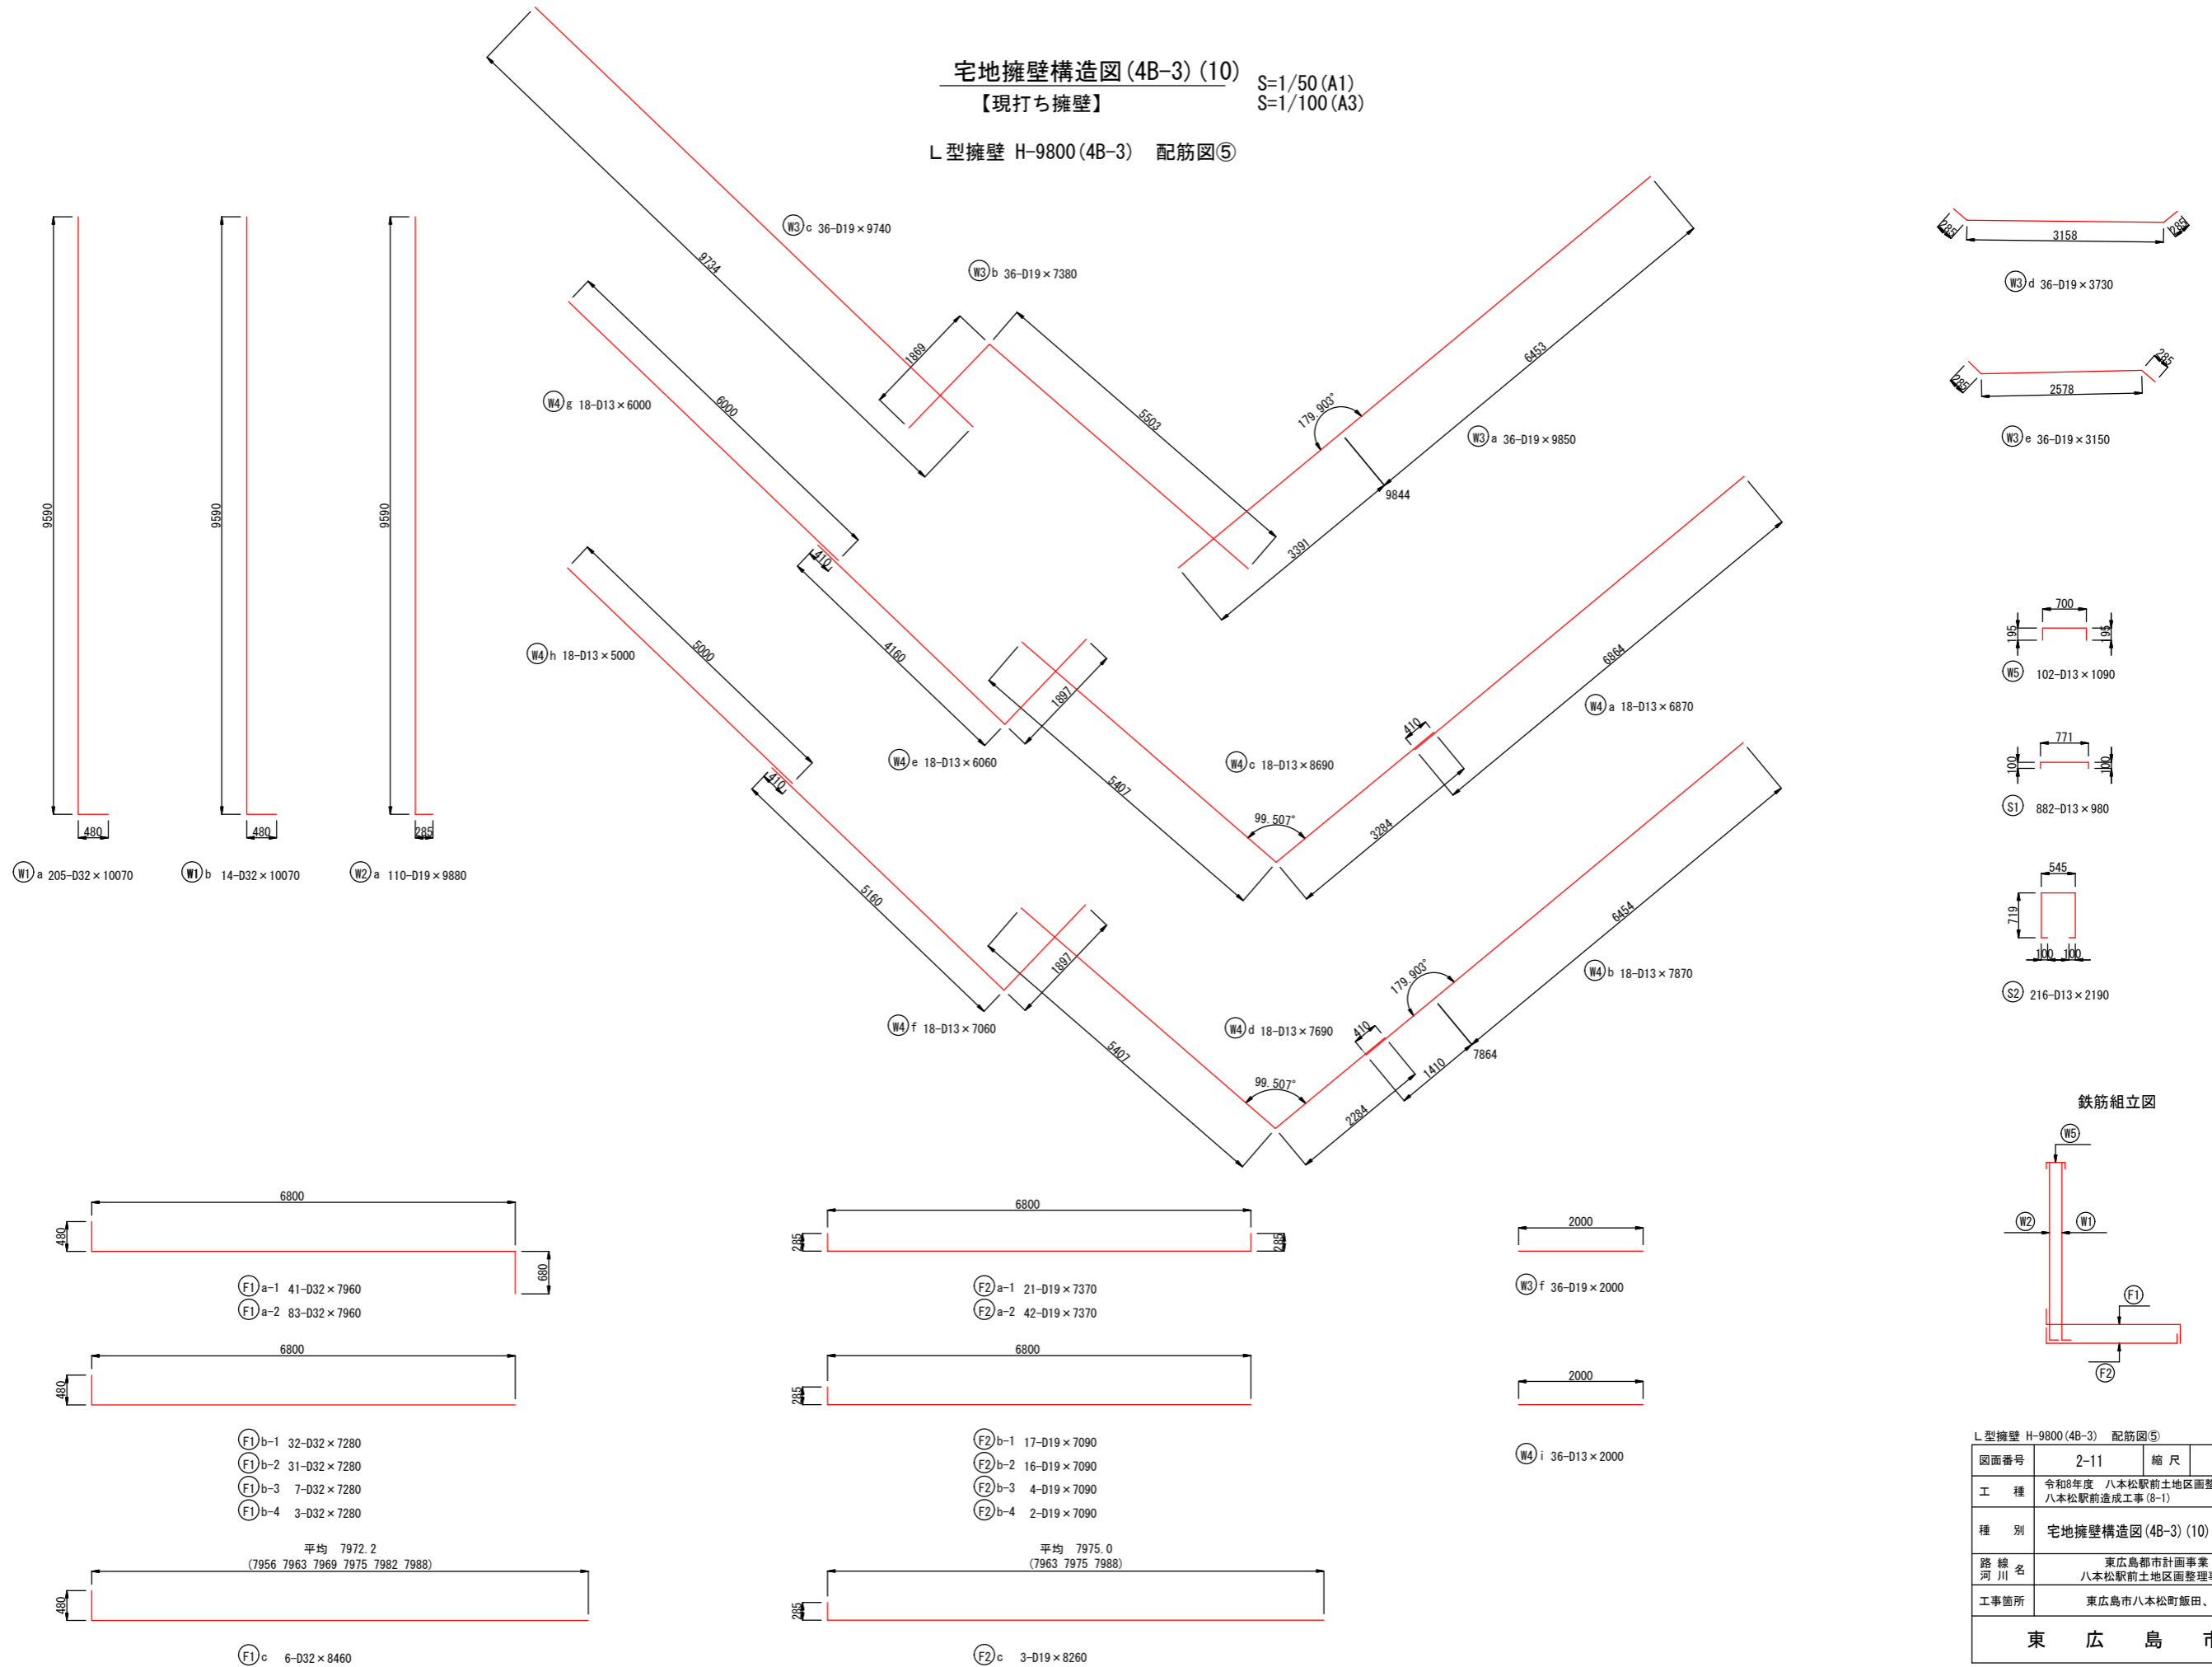 宅地擁壁構造図(4B-3)(10)
S=1/50(A1)
【現打ち擁壁】
S=1/100(A3)
L型擁壁 H-9800(4B-3) 配筋図⑤
9590
480
W1 a 205-D32×10070
9590
480
W1 b 14-D32×10070
9590
285
W2 a 110-D19×9880
9734
W3 c 36-D19×9740
W3 b 36-D19×7380
1869
5503
6453
179.903°
W3 a 36-D19×9850
9844
3391
W4 g 18-D13×6000
6000
410
4160
1897
W4 e 18-D13×6060
W4 c 18-D13×8690
5407
99.507°
3284
410
6864
W4 a 18-D13×6870
W4 h 18-D13×5000
5000
410
5160
1897
W4 f 18-D13×7060
W4 d 18-D13×7690
5407
99.507°
2284
410
1410
7864
179.903°
6454
W4 b 18-D13×7870
285
3158
285
W3 d 36-D19×3730
285
2578
285
W3 e 36-D19×3150
700
195
195
W5 102-D13×1090
771
100
100
S1 882-D13×980
545
719
100 100
S2 216-D13×2190
鉄筋組立図
W5
W2
W1
F1
F2
6800
480
680
F1 a-1 41-D32×7960
F1 a-2 83-D32×7960
6800
480
F1 b-1 32-D32×7280
F1 b-2 31-D32×7280
F1 b-3 7-D32×7280
F1 b-4 3-D32×7280
平均 7972.2
(7956 7963 7969 7975 7982 7988)
480
F1 c 6-D32×8460
6800
285
285
F2 a-1 21-D19×7370
F2 a-2 42-D19×7370
6800
285
F2 b-1 17-D19×7090
F2 b-2 16-D19×7090
F2 b-3 4-D19×7090
F2 b-4 2-D19×7090
平均 7975.0
(7963 7975 7988)
285
F2 c 3-D19×8260
2000
W3 f 36-D19×2000
2000
W4 i 36-D13×2000
L型擁壁 H-9800(4B-3) 配筋図⑤
図面番号 2-11 縮尺
工種 令和8年度 八本松駅前土地区画整
八本松駅前造成工事(8-1)
種別 宅地擁壁構造図(4B-3)(10)
路線河川名 東広島都市計画事業
八本松駅前土地区画整理
工事箇所 東広島市八本松町飯田、
東広島市